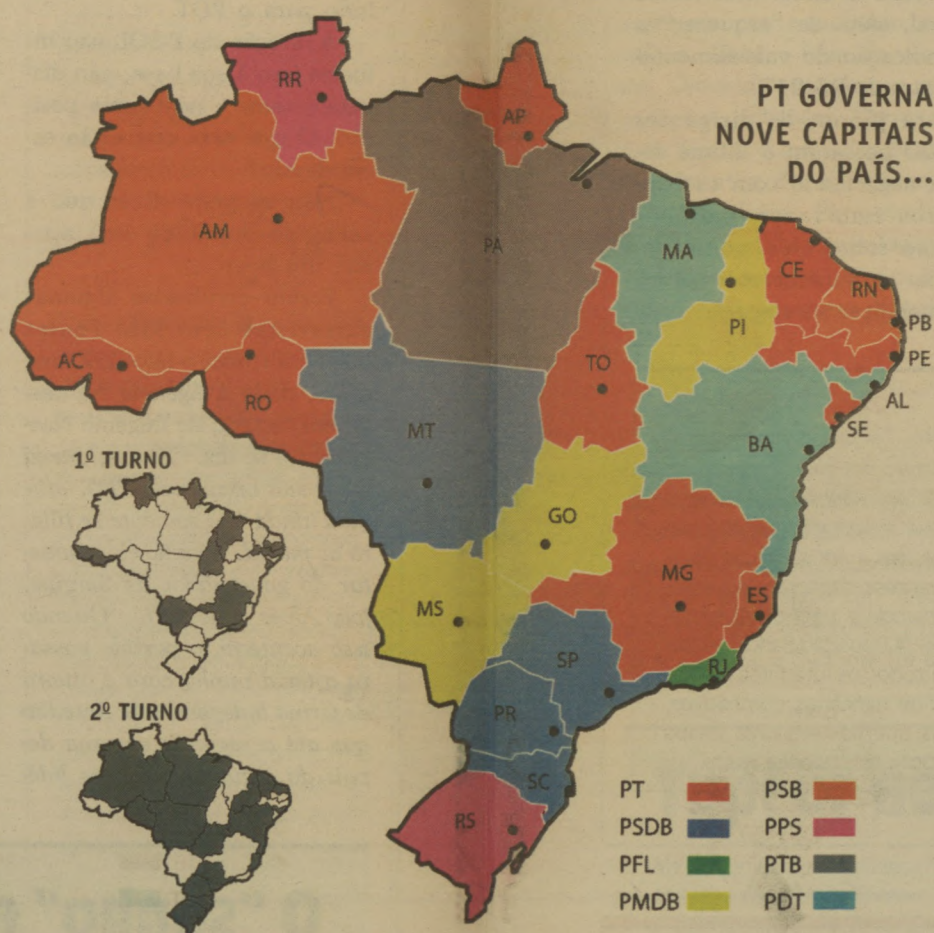 PT GOVERNA
NOVE CAPITAIS
DO PAÍS...
RR
AP
AM
PA
MA
CE
RN
PB
PI
PE
AC
TO
AL
RO
SE
MT
BA
1º TURNO
GO
MG
ES
MS
SP
RJ
PR
2º TURNO
SC
RS
PT
PSB
PSDB
PPS
PFL
PTB
PMDB
PDT